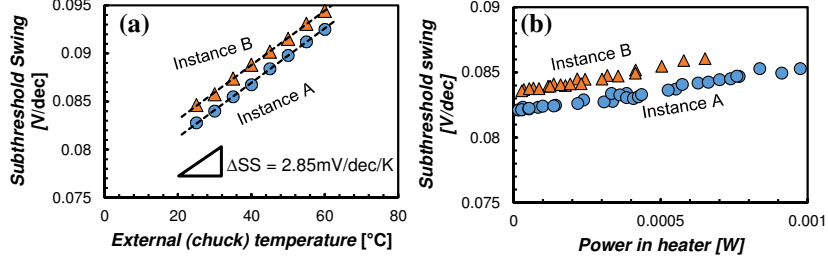 0.095
0.09
0.085
0.08
0.075
Subthreshold Swing
[V/dec]
(a)
Instance B
Instance A
ΔSS = 2.85mV/dec/K
0 20 40 60 80
External (chuck) temperature [°C]
0.095
0.09
0.085
0.08
0.075
Subthreshold Swing
[V/dec]
(b)
Instance B
Instance A
0 0.0005 0.001
Power in heater [W]